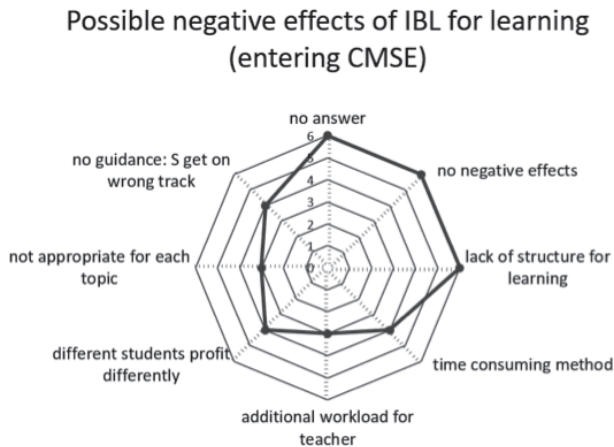 Possible negative effects of IBL for learning
(entering CMSE)
no answer
6
5
4
3
2
1
0
no guidance: S get on
wrong track
no negative effects
not appropriate for each
topic
lack of structure for
learning
different students profit
differently
time consuming method
additional workload for
teacher